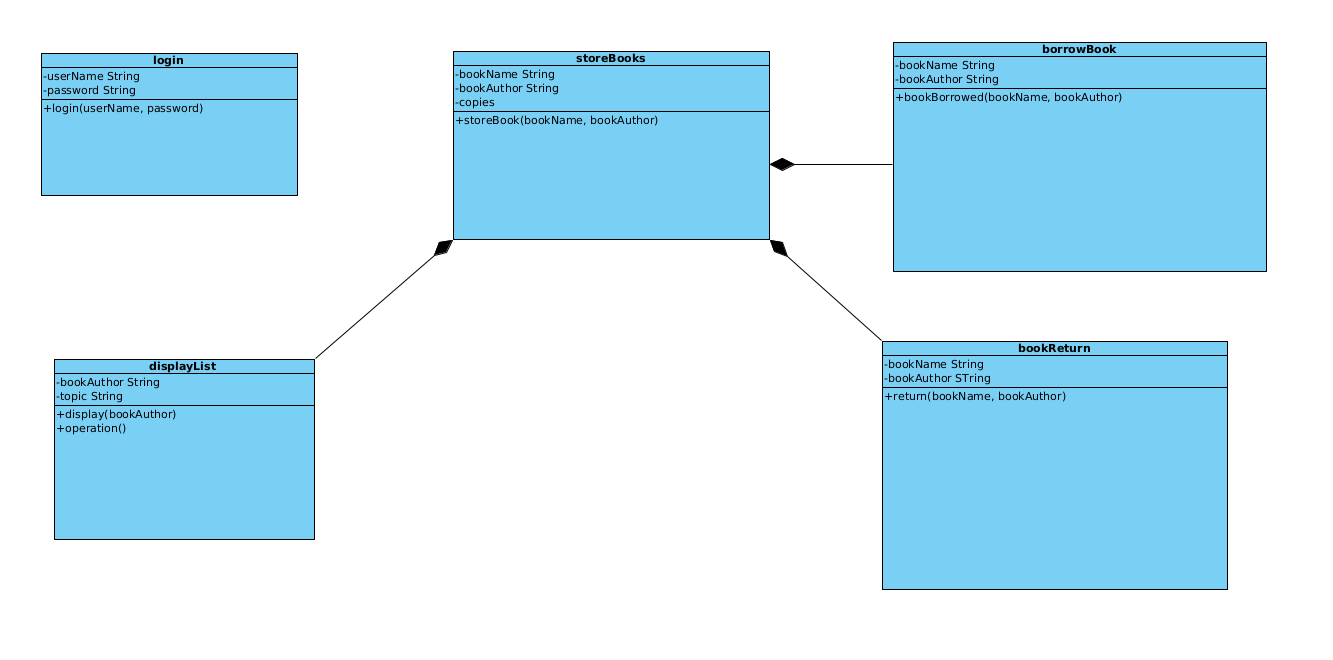 login
-userName String
-password String
+login(userName, password)
storeBooks
-bookName String
-bookAuthor String
-copies
+storeBook(bookName, bookAuthor)
borrowBook
-bookName String
-bookAuthor String
+bookBorrowed(bookName, bookAuthor)
displayList
-bookAuthor String
-topic String
+display(bookAuthor)
+operation()
bookReturn
-bookName String
-bookAuthor STring
+return(bookName, bookAuthor)